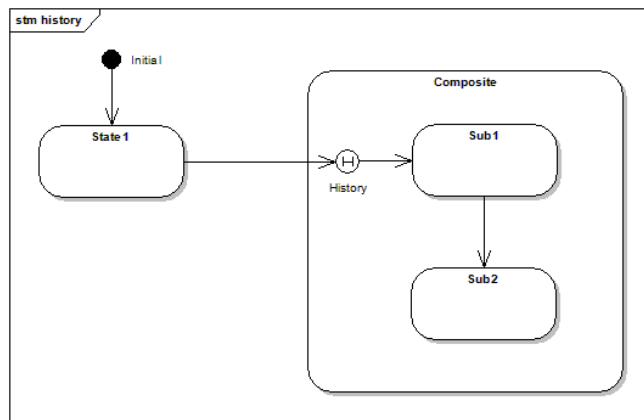 stm history
Initial
Composite
State1
Sub1
H
History
Sub2